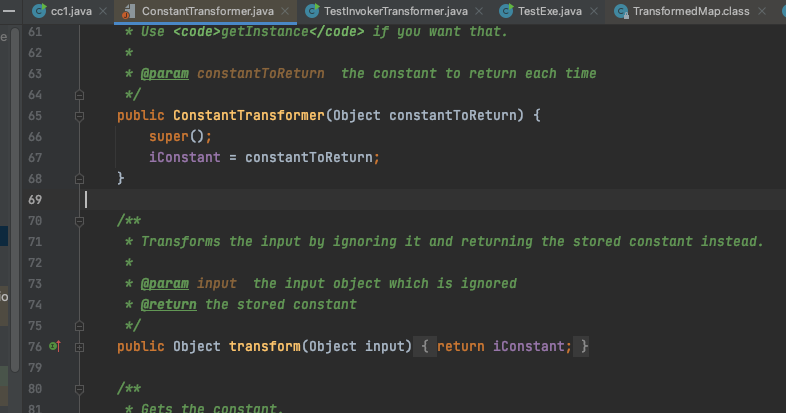 cc1.java ConstantTransformer.java TestInvokerTransformer.java TestExe.java TransformedMap.class
61 * Use <code>getInstance</code> if you want that.
62 *
63 * @param constantToReturn the constant to return each time
64 */
65 public ConstantTransformer(Object constantToReturn) {
66 super();
67 iConstant = constantToReturn;
68 }
69
70 /**
71 * Transforms the input by ignoring it and returning the stored constant instead.
72 *
73 * @param input the input object which is ignored
74 * @return the stored constant
75 */
76 public Object transform(Object input) { return iConstant; }
79
80 /**
81 * Gets the constant.